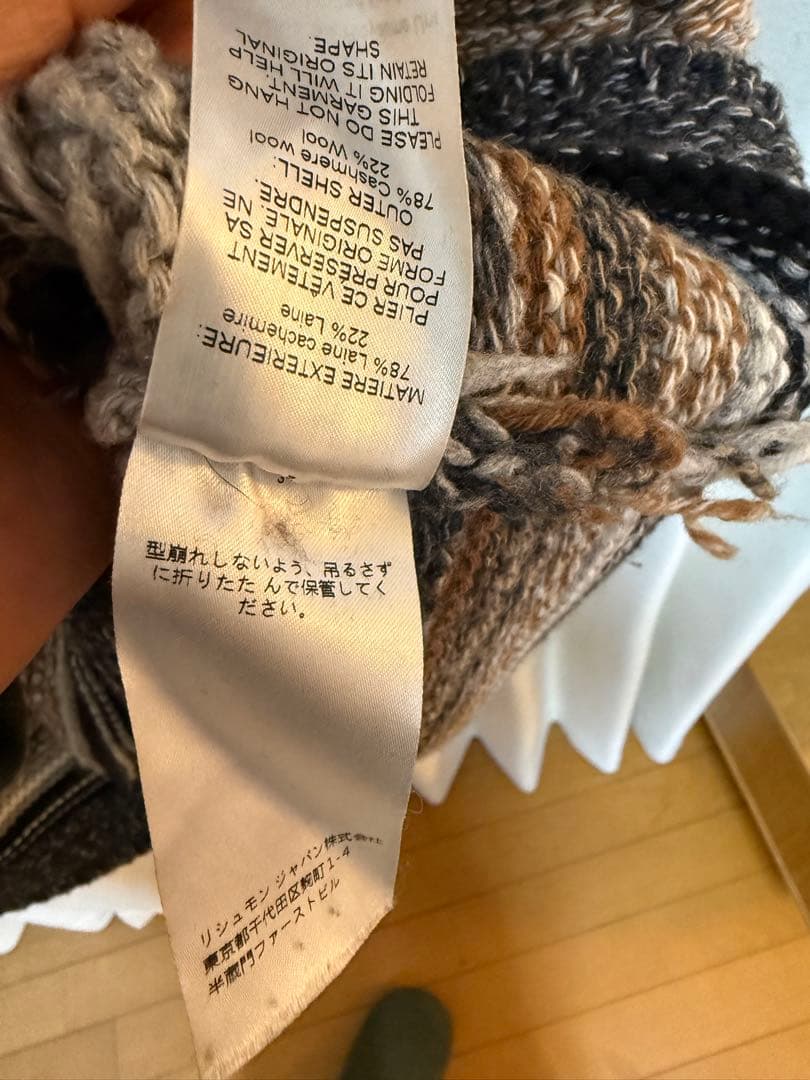 MATIERE EXTERIEURE:
78% Laine cachemire
22% Laine
PLIER CE VÊTEMENT
POUR PRÉSERVER SA
FORME ORIGINALE. NE
PAS SUSPENDRE
OUTER SHELL:
78% Cashmere wool
22% Wool
PLEASE DO NOT HANG
THIS GARMENT.
FOLDING IT WILL HELP
RETAIN ITS ORIGINAL
SHAPE.
型崩れしないよう、吊るさず
に折りたた んで保管してく
ださい。
リシュモン ジャパン株式会社
東京都千代田区麹町1-4
半蔵門ファーストビル